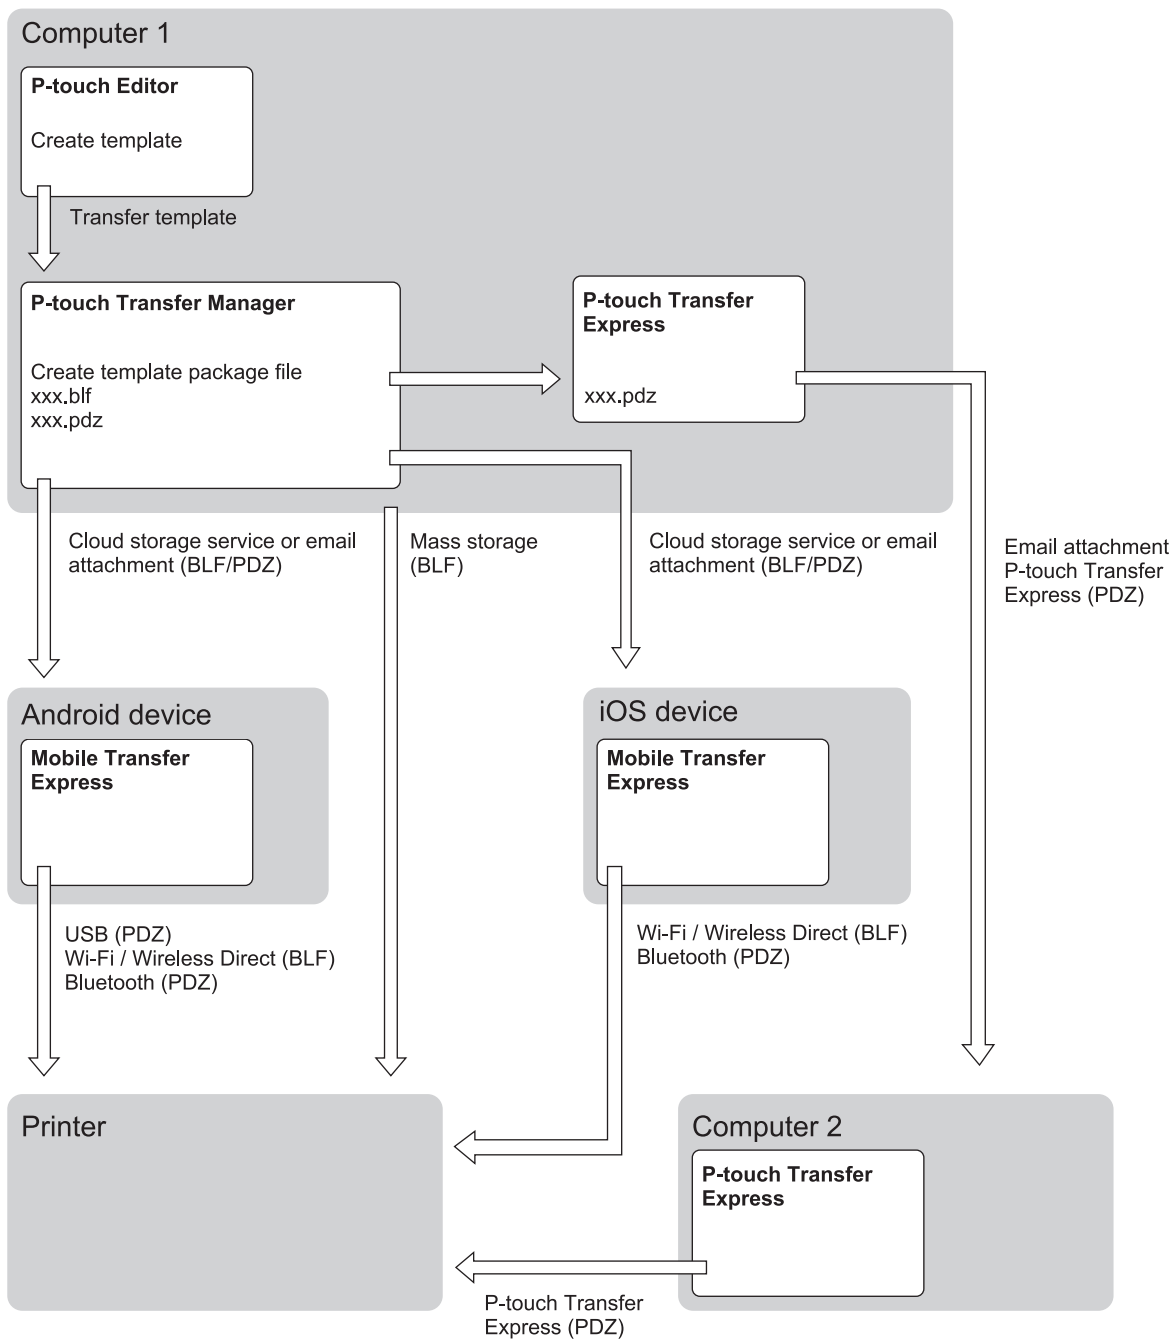 Computer 1
P-touch Editor
Create template
Transfer template
P-touch Transfer Manager
Create template package file
xxx.blf
xxx.pdz
P-touch Transfer
Express
xxx.pdz
Cloud storage service or email
attachment (BLF/PDZ)
Mass storage
(BLF)
Cloud storage service or email
attachment (BLF/PDZ)
Email attachment
P-touch Transfer
Express (PDZ)
Android device
Mobile Transfer
Express
iOS device
Mobile Transfer
Express
USB (PDZ)
Wi-Fi / Wireless Direct (BLF)
Bluetooth (PDZ)
Wi-Fi / Wireless Direct (BLF)
Bluetooth (PDZ)
Printer
Computer 2
P-touch Transfer
Express
P-touch Transfer
Express (PDZ)